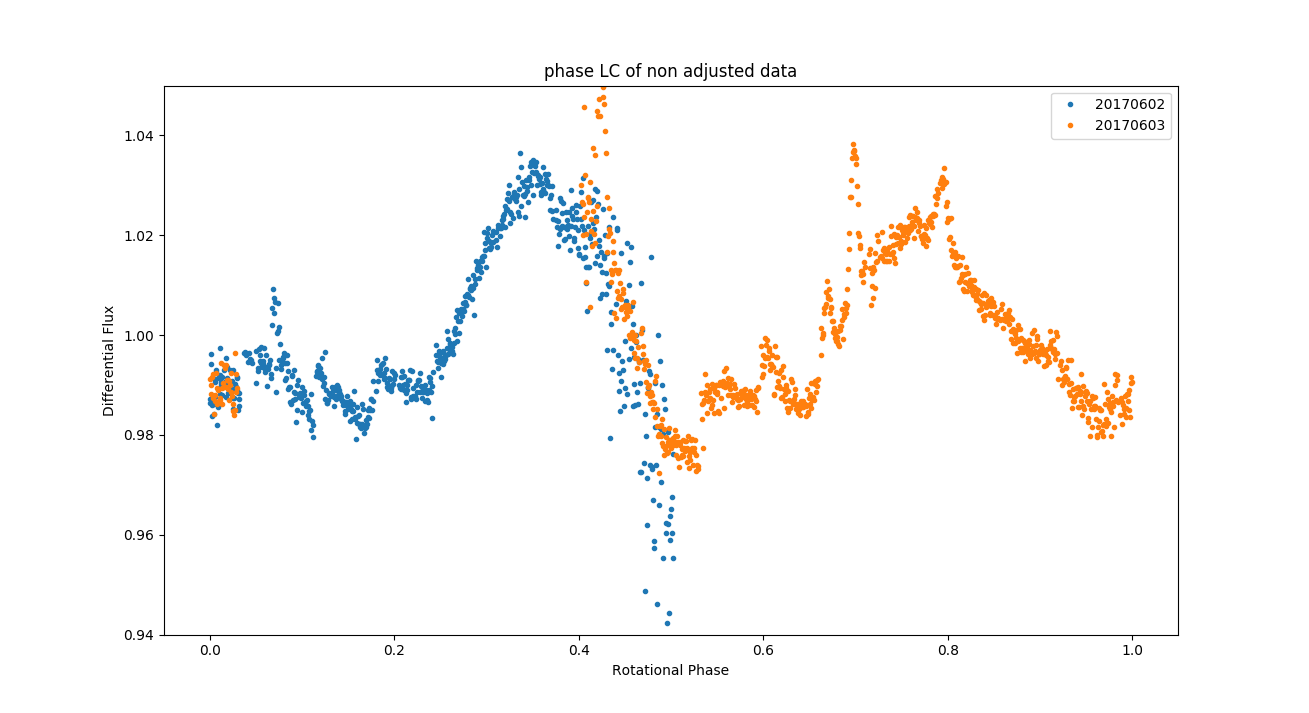 phase LC of non adjusted data
20170602
20170603
1.04
1.02
1.00
0.98
0.96
0.94
Differential Flux
0.0 0.2 0.4 0.6 0.8 1.0
Rotational Phase